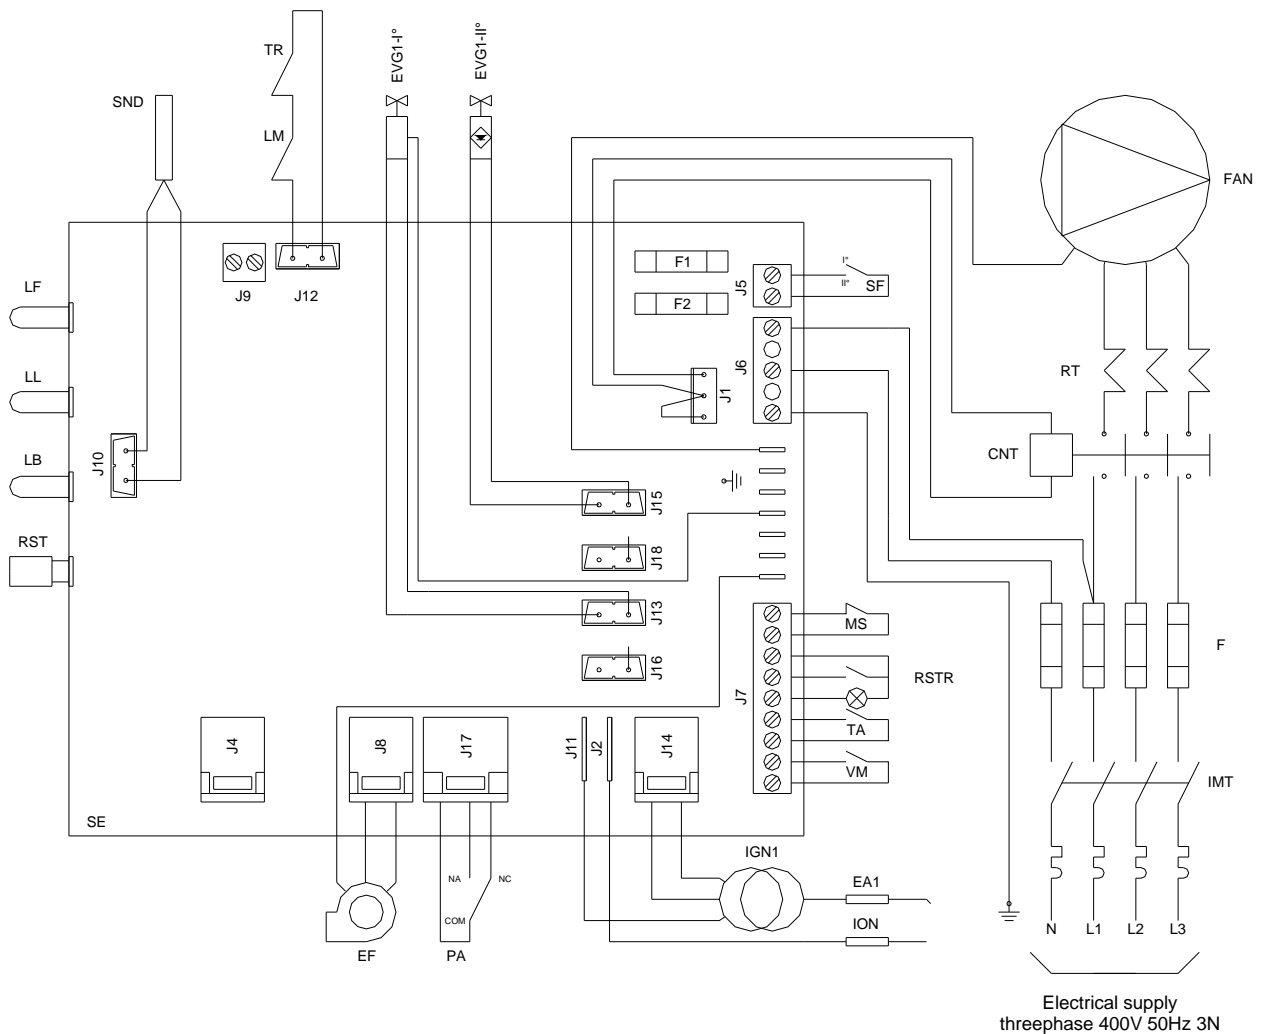 TR
EVG1-I°
EVG1-II°
SND
LM
FAN
F1
I°
LF
J5
II°
SF
J9
J12
F2
J6
RT
LL
J1
LB
J10
CNT
J15
RST
J18
J13
MS
F
J16
RSTR
J7
TA
J4
J8
J17
J11
J2
J14
VM
IMT
SE
IGN1
NA
NC
EA1
COM
ION
N
L1
L2
L3
EF
PA
Electrical supply
threephase 400V 50Hz 3N